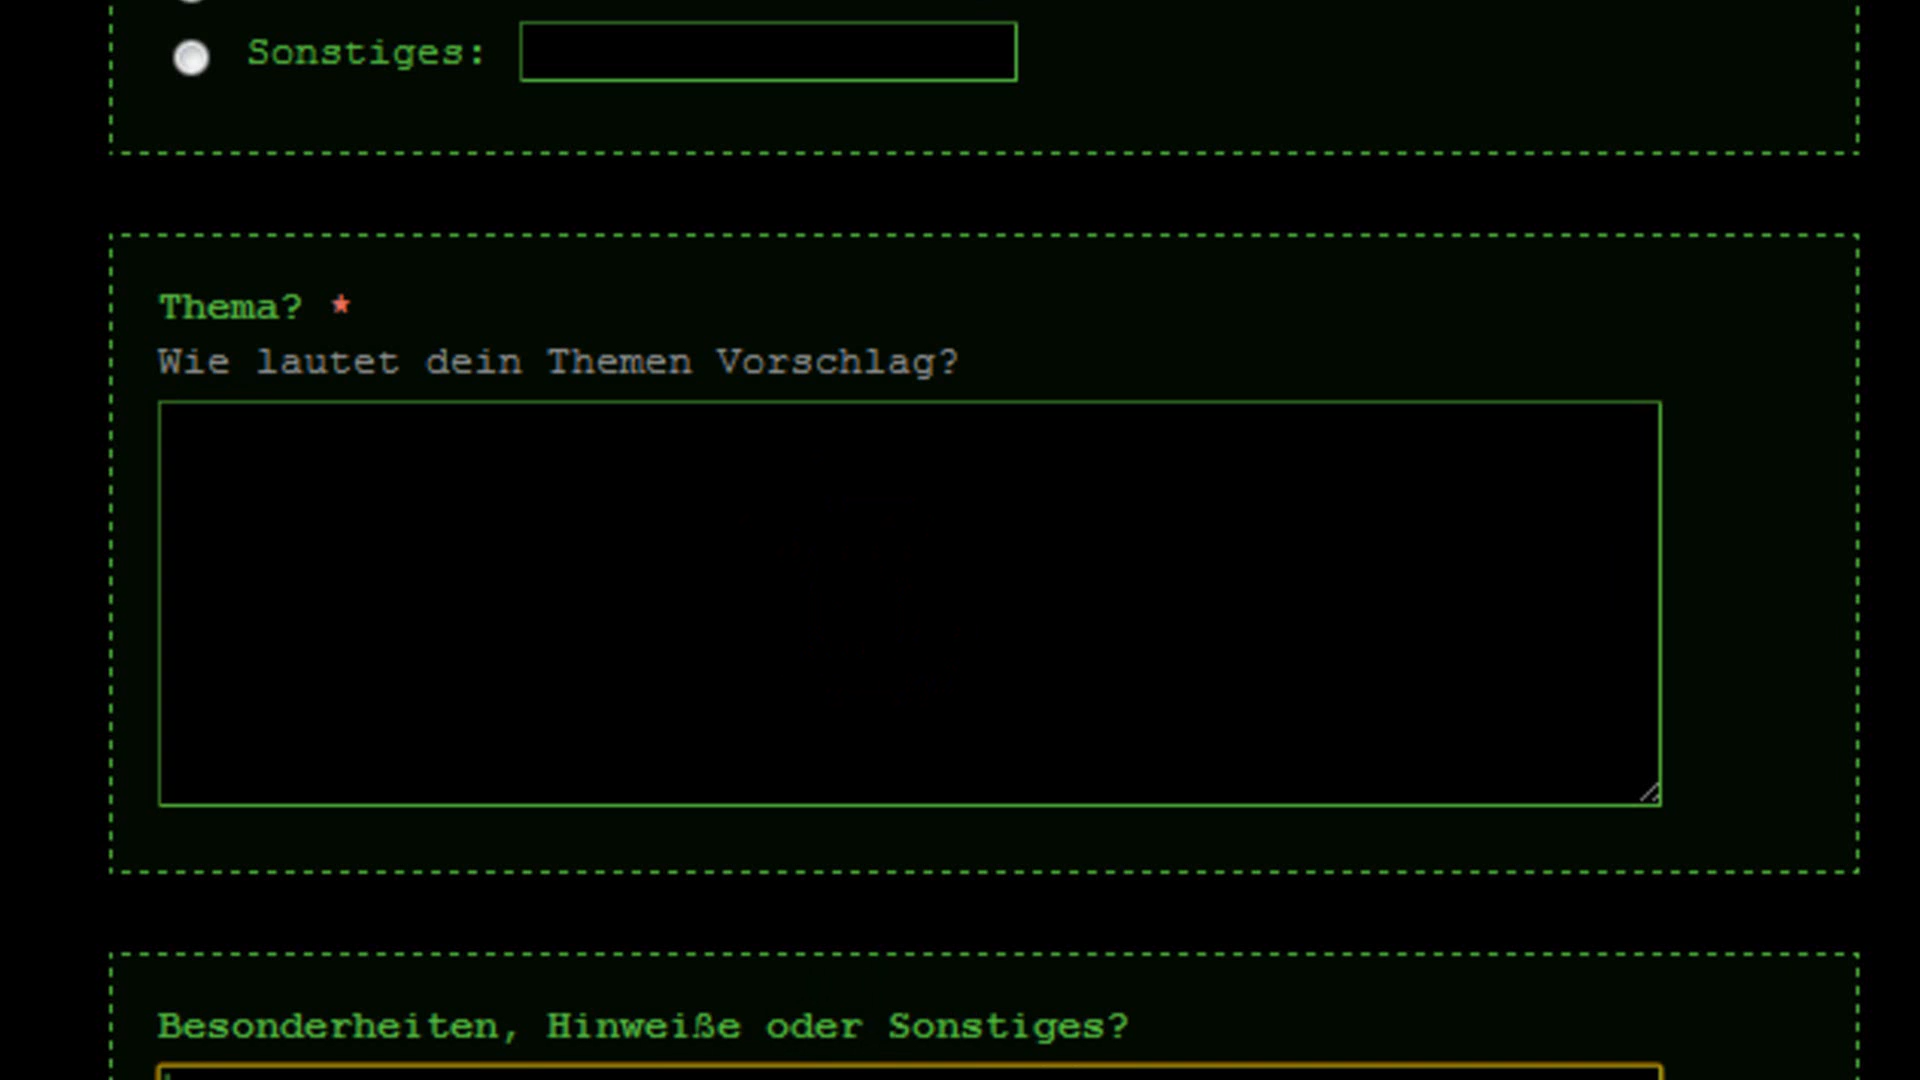 Sonstiges:
Thema? *
Wie lautet dein Themen Vorschlag?
Besonderheiten, Hinweiße oder Sonstiges?